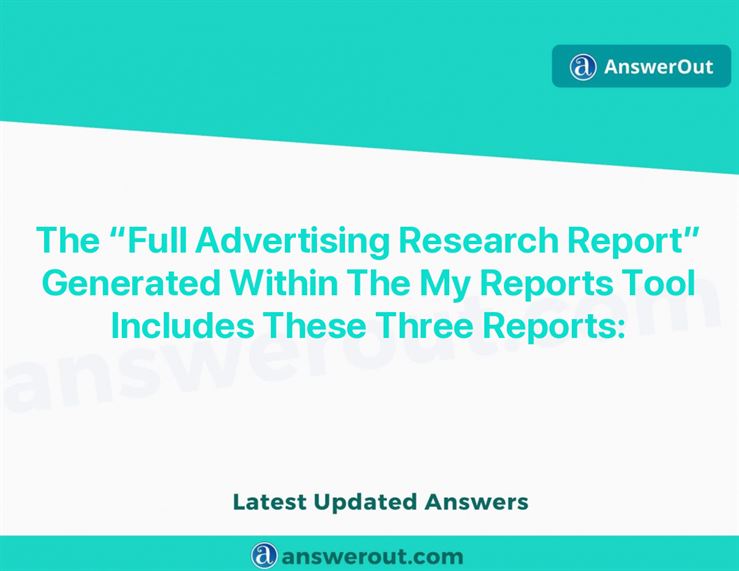 AnswerOut
The “Full Advertising Research Report”
Generated Within The My Reports Tool
Includes These Three Reports:
answerout.com
Latest Updated Answers
answerout.com